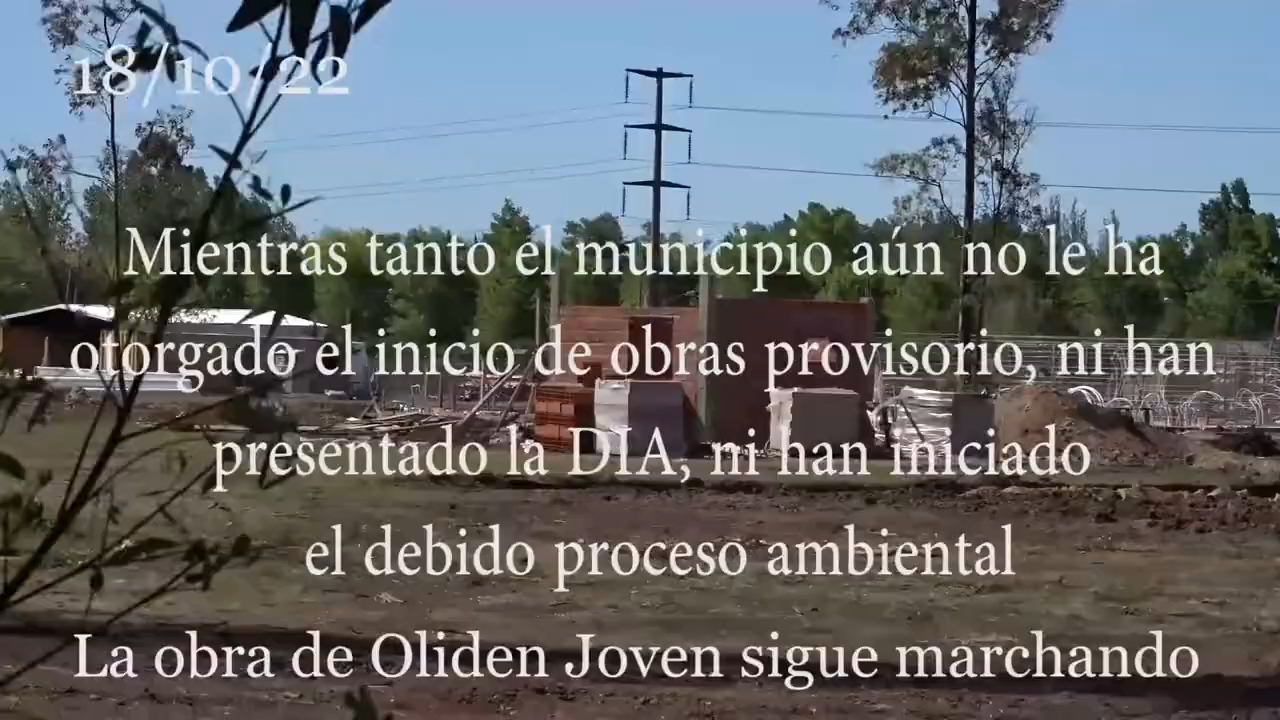 18/10/22
Mientras tanto el municipio aún no le ha
otorgado el inicio de obras provisorio, ni han
presentado la DIA, ni han iniciado
el debido proceso ambiental
La obra de Oliden Joven sigue marchando